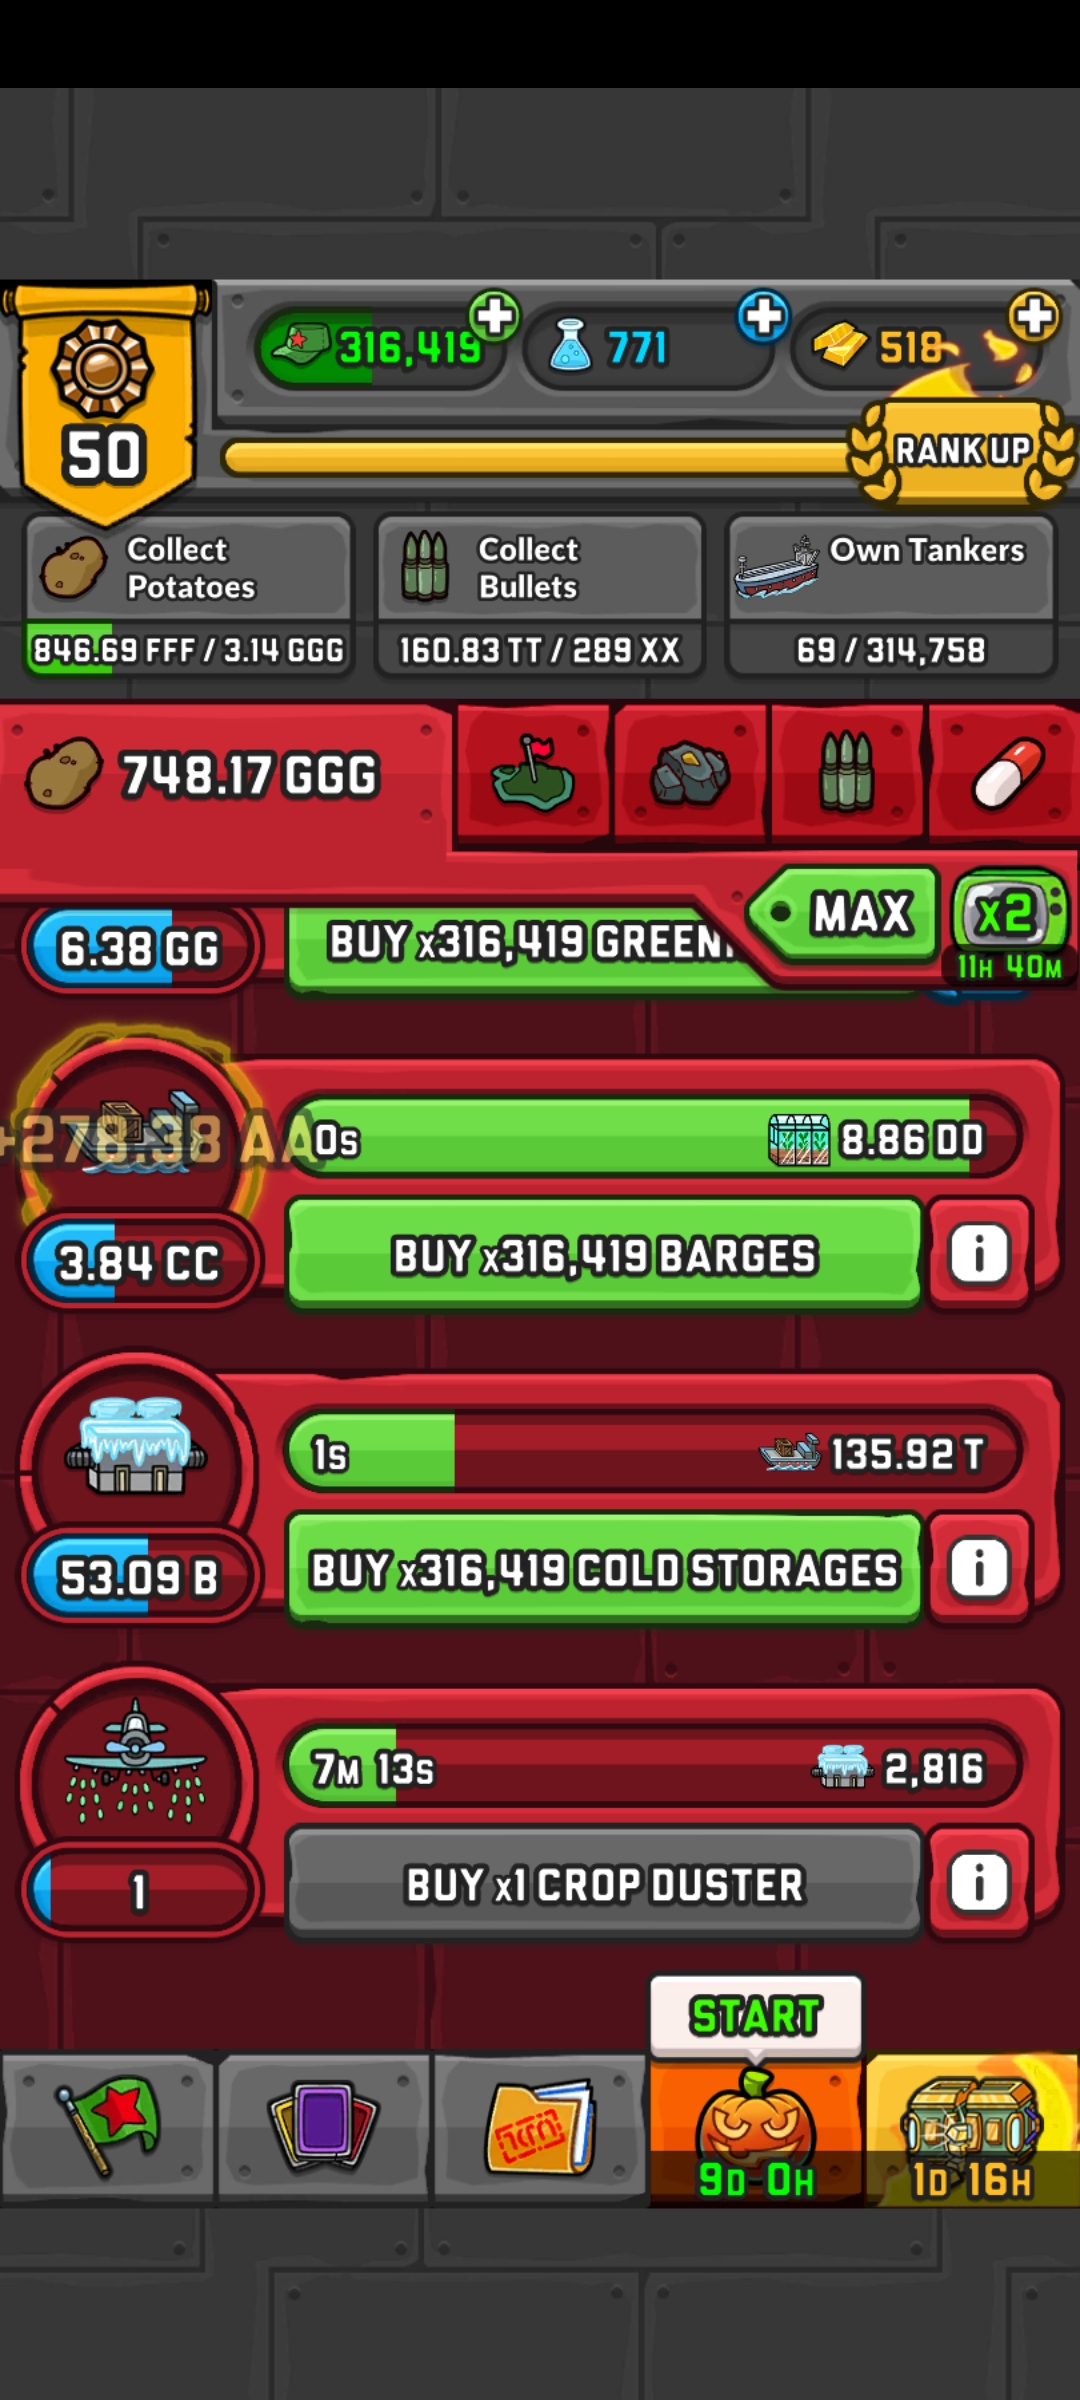 316,419
771
518
50
RANK UP
Collect
Potatoes
Collect
Bullets
Own Tankers
846.69 FFF / 3.14 GGG
160.83 TT / 289 XX
69 / 314,758
748.17 GGG
MAX
x2
11H 40M
6.38 GG
BUY x316,419 GREEN
+278.38 AA
0s
8.86 DD
3.84 CC
BUY x316,419 BARGES
i
1s
135.92 T
53.09 B
BUY x316,419 COLD STORAGES
i
7M 13s
2,816
1
BUY x1 CROP DUSTER
i
START
9D 0H
1D 16H